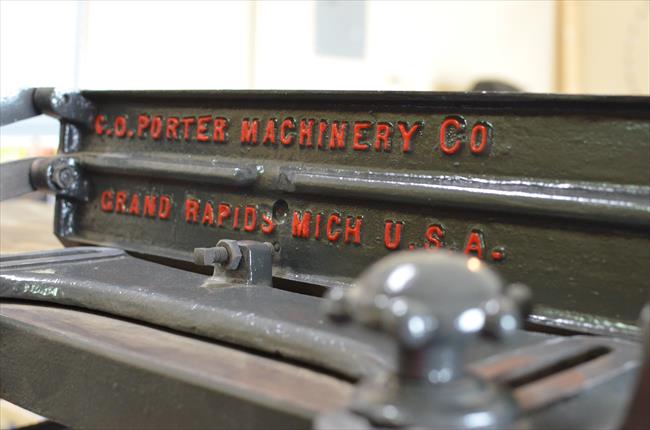 C.O. PORTER MACHINERY Co
GRAND RAPIDS MICH U.S.A.